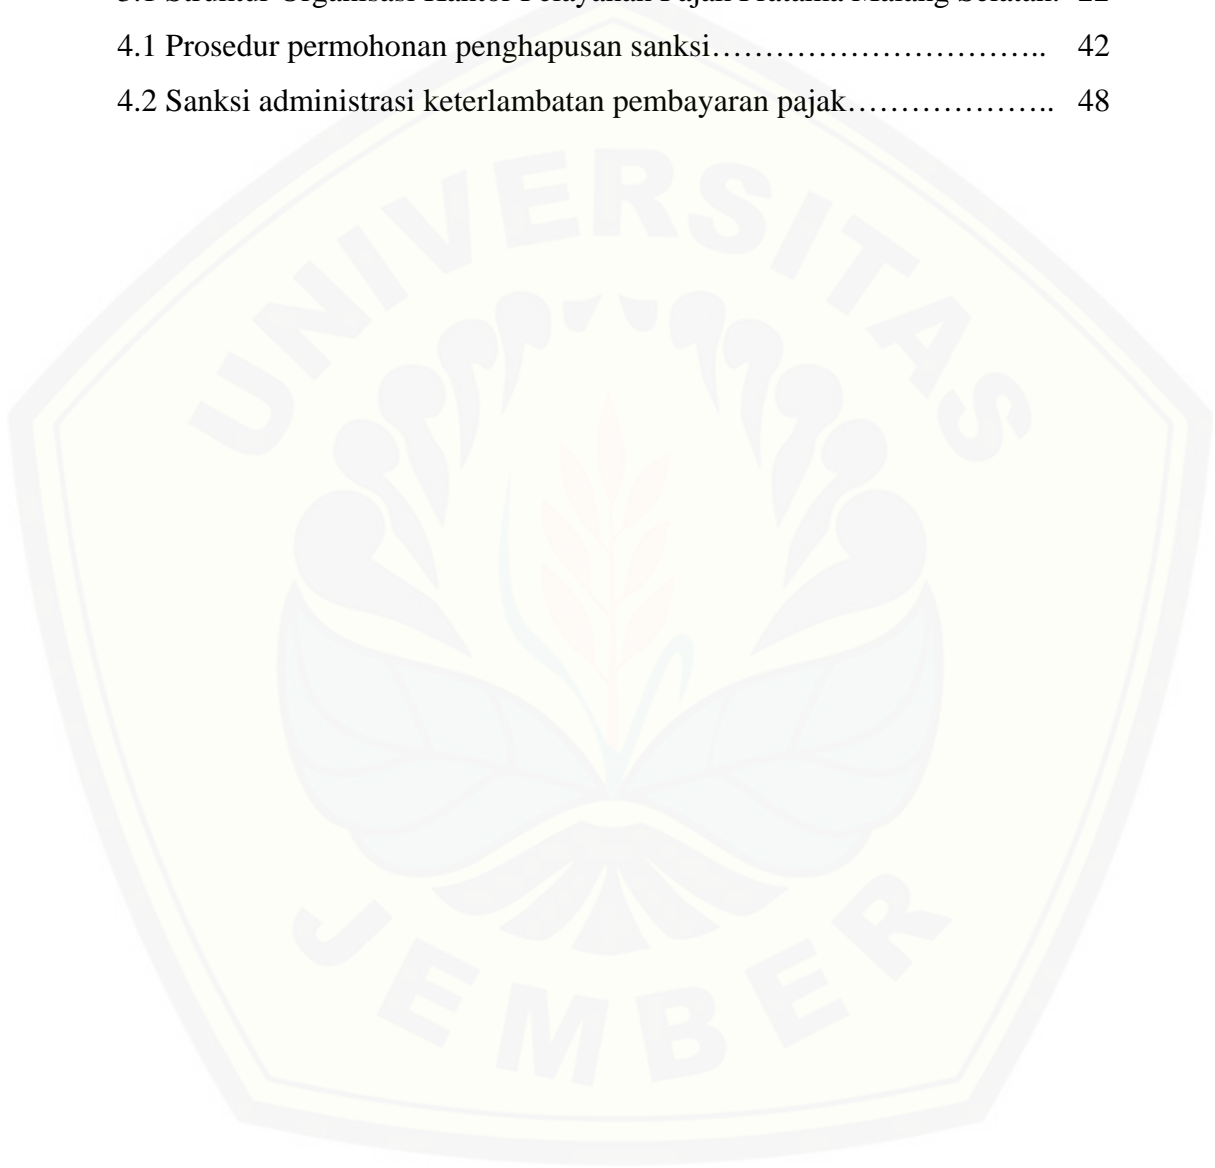 4.1 Prosedur permohonan penghapusan sanksi………………………….. 42
4.2 Sanksi administrasi keterlambatan pembayaran pajak……………….. 48
UNIVERSITAS
JEMBER